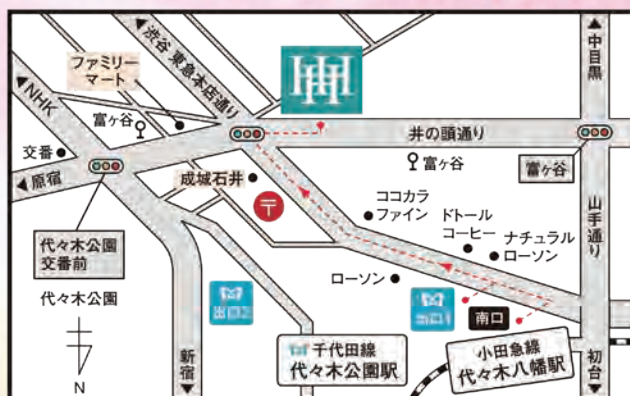 ◀渋谷 東急本店通り
▲中目黒
ファミリー
マート
◀NHK
富ヶ谷
井の頭通り
交番
富ヶ谷
富ヶ谷
◀原宿
成城石井
〒
ココカラ
ファイン
ドトール
コーヒー
ナチュラル
ローソン
山手通り
代々木公園
交番前
代々木公園
ローソン
出口2
出口1
南口
千代田線
代々木公園駅
小田急線
代々木八幡駅
新宿▼
初台▼
N